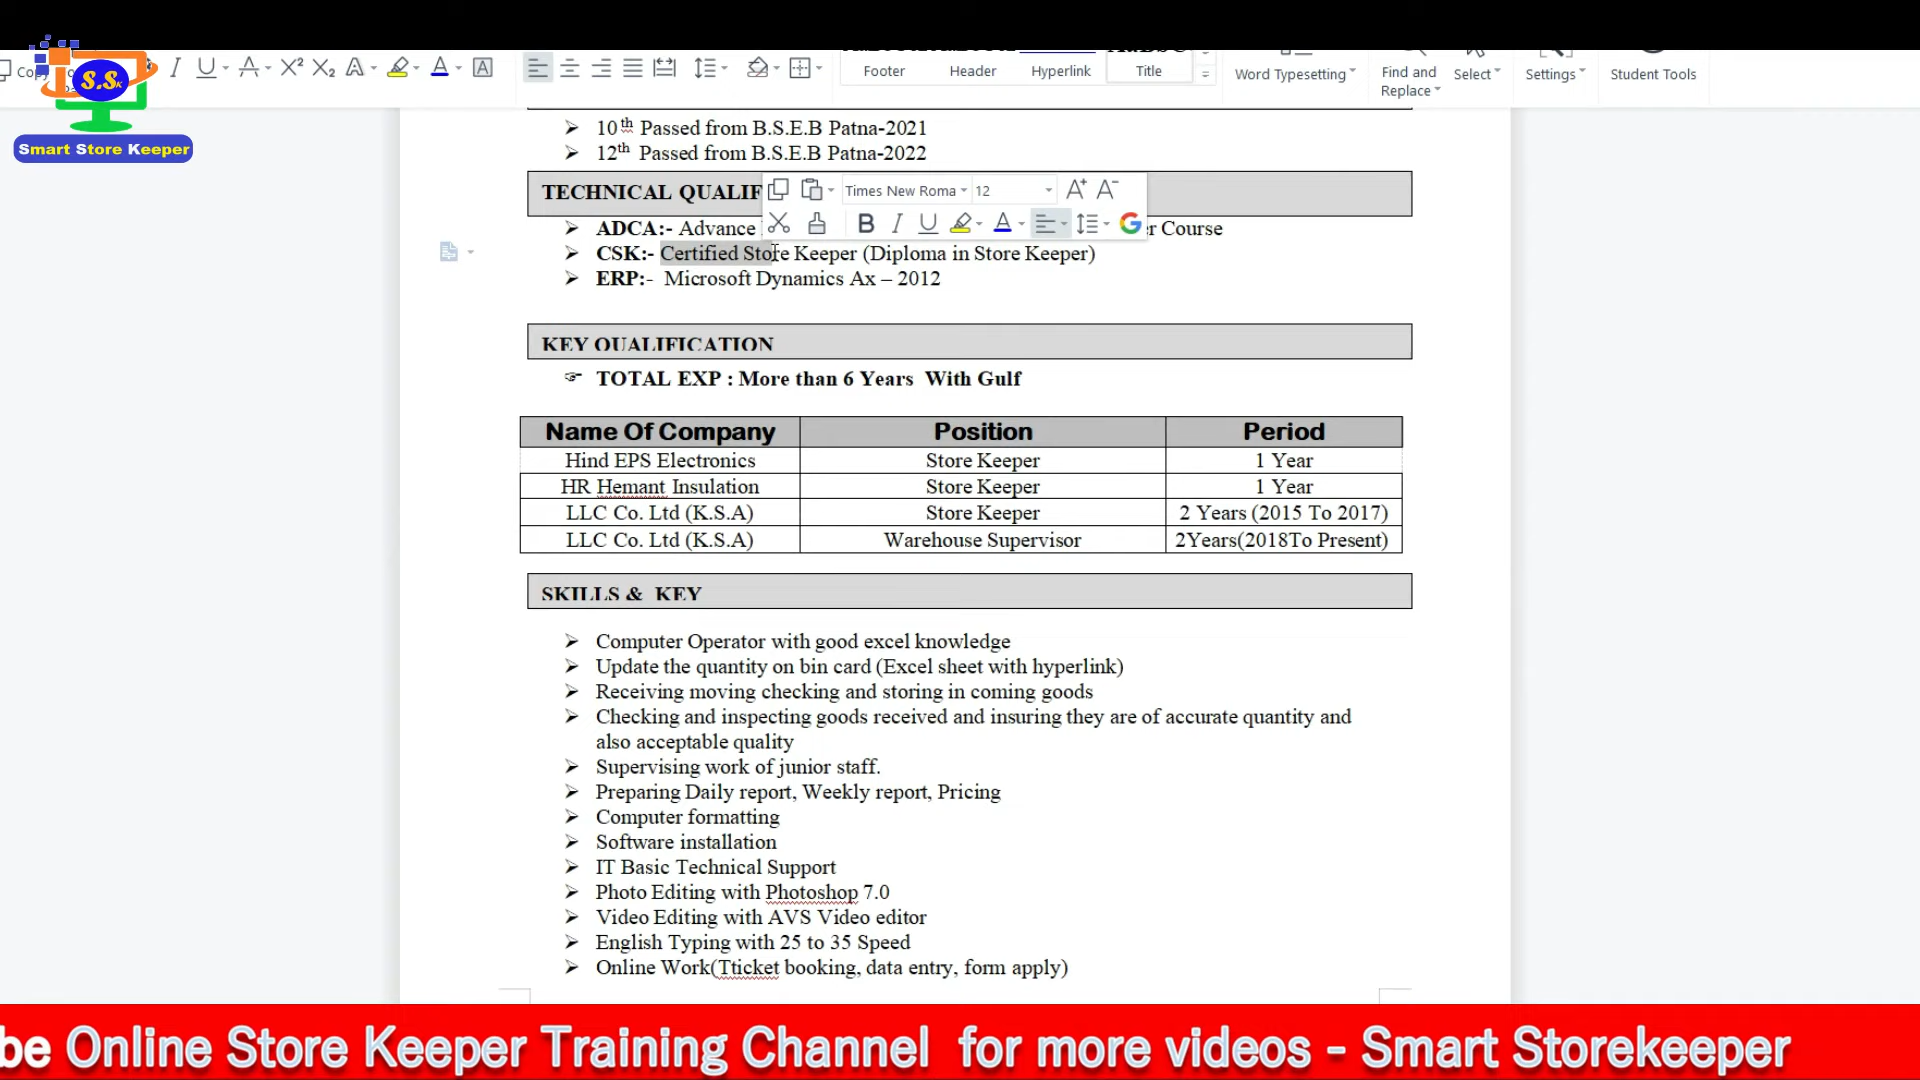 Copy
Footer
Header
Hyperlink
Title
Word Typesetting
Find and
Replace
Select
Settings
Student Tools
S.Sk
Smart Store Keeper
10th Passed from B.S.E.B Patna-2021
12th Passed from B.S.E.B Patna-2022
TECHNICAL QUALIF
Times New Roma 12
ADCA:- Advance
er Course
CSK:- Certified Store Keeper (Diploma in Store Keeper)
ERP:- Microsoft Dynamics Ax – 2012
KEY QUALIFICATION
TOTAL EXP : More than 6 Years With Gulf
Name Of Company Position Period
Hind EPS Electronics Store Keeper 1 Year
HR Hemant Insulation Store Keeper 1 Year
LLC Co. Ltd (K.S.A) Store Keeper 2 Years (2015 To 2017)
LLC Co. Ltd (K.S.A) Warehouse Supervisor 2Years(2018To Present)
SKILLS & KEY
Computer Operator with good excel knowledge
Update the quantity on bin card (Excel sheet with hyperlink)
Receiving moving checking and storing in coming goods
Checking and inspecting goods received and insuring they are of accurate quantity and
also acceptable quality
Supervising work of junior staff.
Preparing Daily report, Weekly report, Pricing
Computer formatting
Software installation
IT Basic Technical Support
Photo Editing with Photoshop 7.0
Video Editing with AVS Video editor
English Typing with 25 to 35 Speed
Online Work(Tticket booking, data entry, form apply)
be Online Store Keeper Training Channel for more videos - Smart Storekeeper